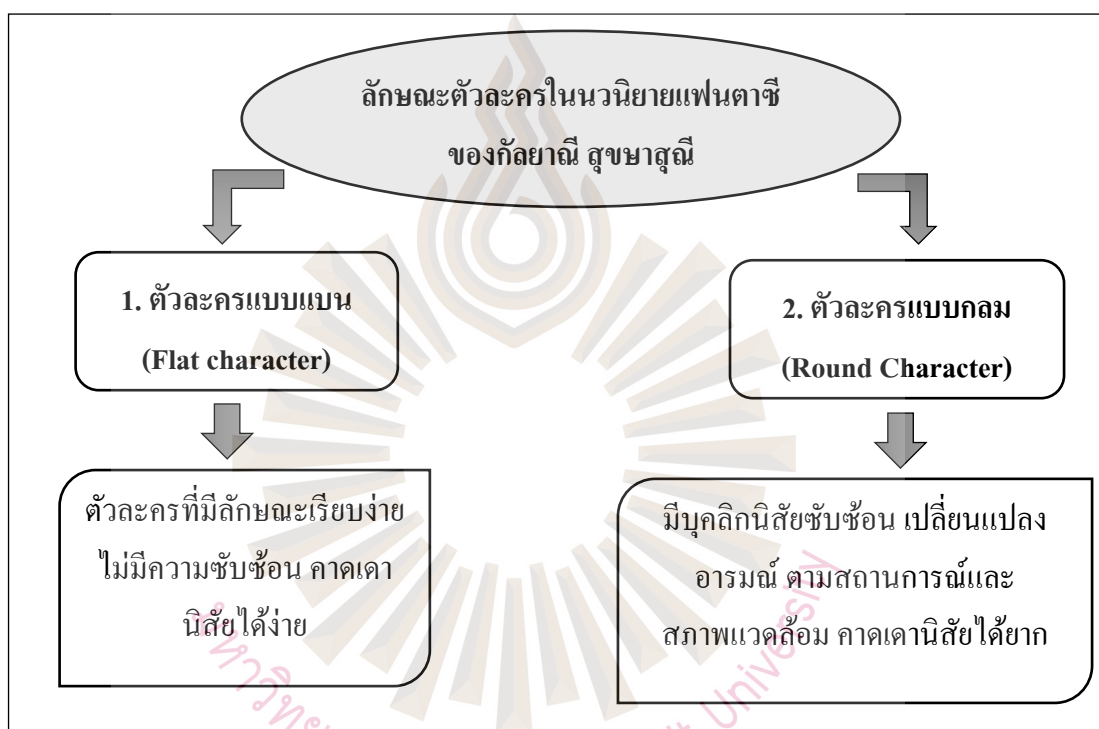 ลักษณะตัวละครในนวนิยายแฟนตาซี
ของกัลยาณี สุขษาสุณี
1. ตัวละครแบบแบน
(Flat character)
2. ตัวละครแบบกลม
(Round Character)
ตัวละครที่มีลักษณะเรียบง่าย
ไม่มีความซับซ้อน คาดเดา
นิสัยได้ง่าย
มีบุคลิกนิสัยซับซ้อน เปลี่ยนแปลง
อารมณ์ ตามสถานการณ์และ
สภาพแวดล้อม คาดเดานิสัยได้ยาก
University